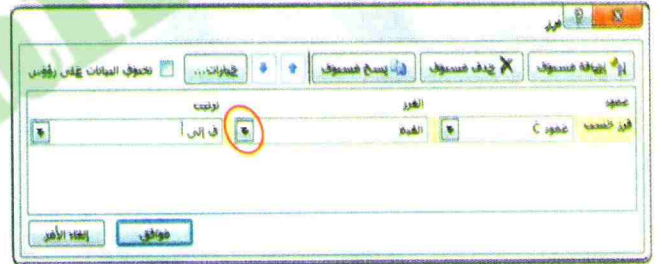 فرز
إضافة مستوى حذف مستوى نسخ مستوى خيارات... تحتوي البيانات على رؤوس
عمود الفرز ترتيب
فرز حسب عمود C القيم ى إلى أ
موافق إلغاء الأمر